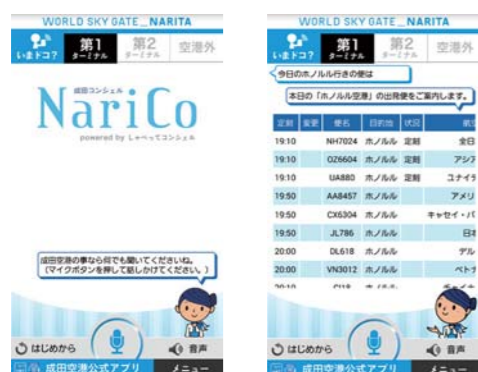 WORLD SKY GATE_NARITA
いまドコ?
第1
ターミナル
第2
ターミナル
空港外
成田コンシェル
NariCo
powered by しゃべってコンシェル
成田空港の事なら何でも聞いてくださいね。
(マイクボタンを押して話しかけてください。)
はじめから
音声
成田空港公式アプリ
メニュー
WORLD SKY GATE_NARITA
いまドコ?
第1
ターミナル
第2
ターミナル
空港外
今日のホノルル行きの便は
本日の「ホノルル空港」の出発便をご案内します。
定刻 変更 便名 目的地 状況 航空
19:10 NH7024 ホノルル 定刻 全日
19:10 OZ6604 ホノルル 定刻 アシア
19:10 UA880 ホノルル 定刻 ユナイテ
19:50 AA8457 ホノルル アメリ
19:50 CX6304 ホノルル キャセイ・パ
19:50 JL786 ホノルル 日本
20:00 DL618 ホノルル デル
20:00 VN3012 ホノルル ベトナ
はじめから
音声
成田空港公式アプリ
メニュー